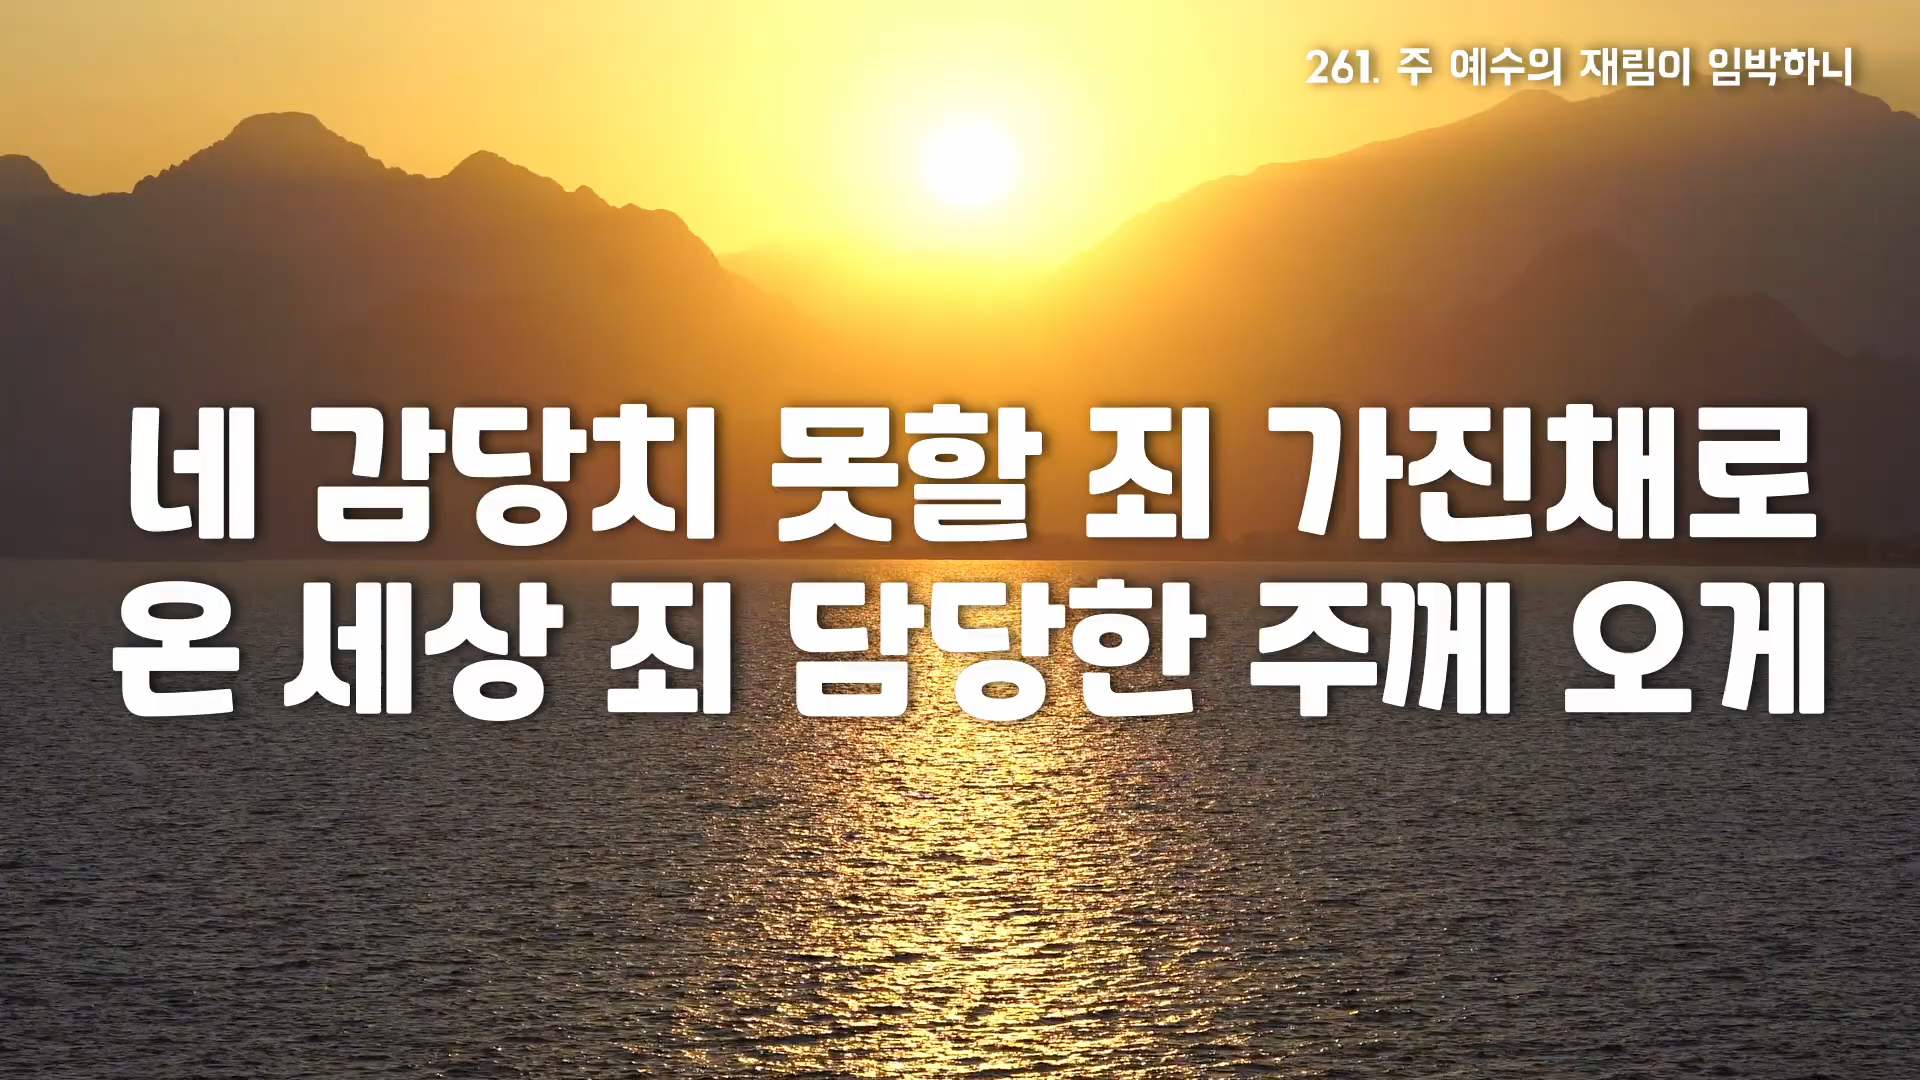 261. 주 예수의 재림이 임박하니
네 감당치 못할 죄 가진채로
온 세상 죄 담당한 주께 오게